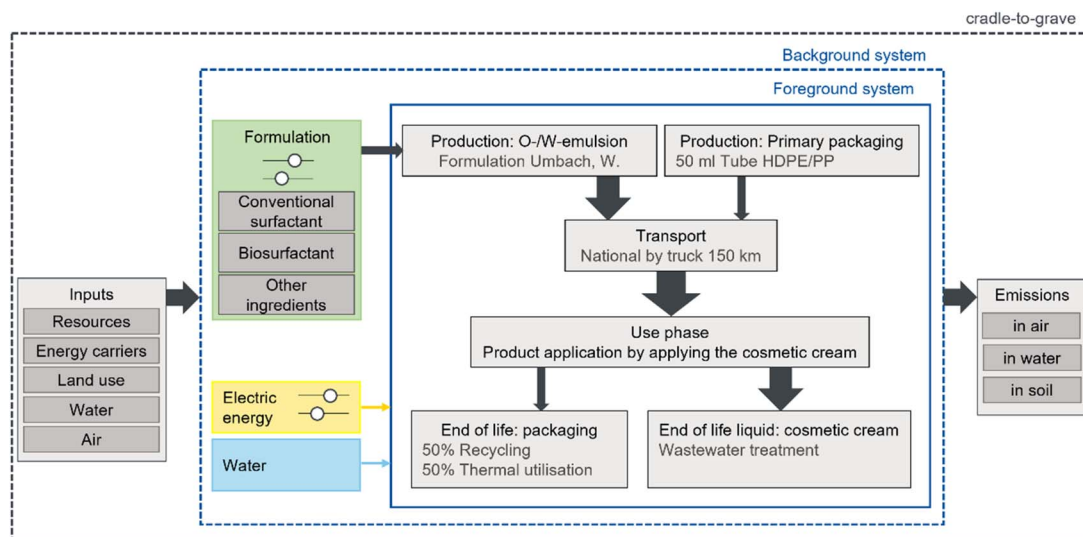 cradle-to-grave
Background system
Foreground system
Formulation
Conventional
surfactant
Biosurfactant
Other
ingredients
Production: O-/W-emulsion
Formulation Umbach, W.
Production: Primary packaging
50 ml Tube HDPE/PP
Transport
National by truck 150 km
Inputs
Resources
Energy carriers
Land use
Water
Air
Use phase
Product application by applying the cosmetic cream
Emissions
in air
in water
in soil
Electric
energy
Water
End of life: packaging
50% Recycling
50% Thermal utilisation
End of life liquid: cosmetic cream
Wastewater treatment